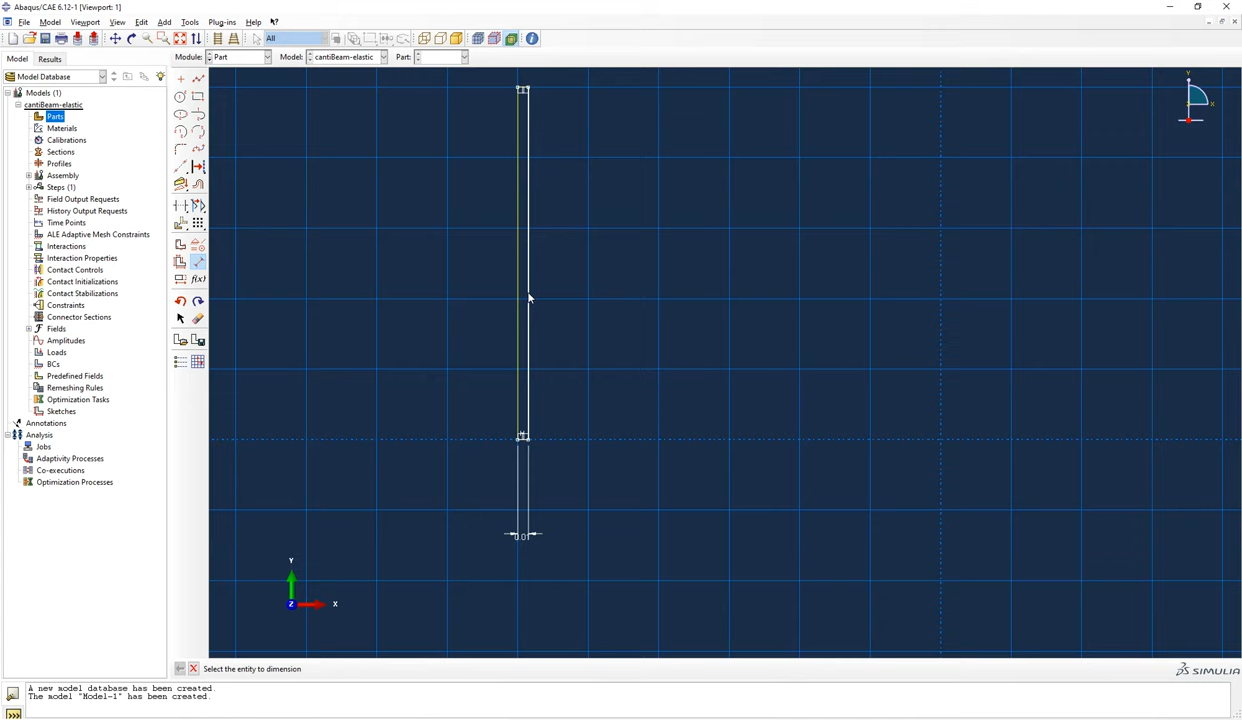 Abaqus/CAE 6.12-1 [Viewport: 1]
File Model Viewport View Edit Add Tools Plug-ins Help
All
Model Results Module: Part Model: cantiBeam-elastic Part:
Model Database
Models (1)
cantiBeam-elastic
Parts
Materials
Calibrations
Sections
Profiles
Assembly
Steps (1)
Field Output Requests
History Output Requests
Time Points
ALE Adaptive Mesh Constraints
Interactions
Interaction Properties
Contact Controls
Contact Initializations
Contact Stabilizations
Constraints
Connector Sections
Fields
Amplitudes
Loads
BCs
Predefined Fields
Remeshing Rules
Optimization Tasks
Sketches
Annotations
Analysis
Jobs
Adaptivity Processes
Co-executions
Optimization Processes
f(x)
Y
X
0.01
Y
Z X
Select the entity to dimension
SIMULIA
A new model database has been created.
The model "Model-1" has been created.
>>>